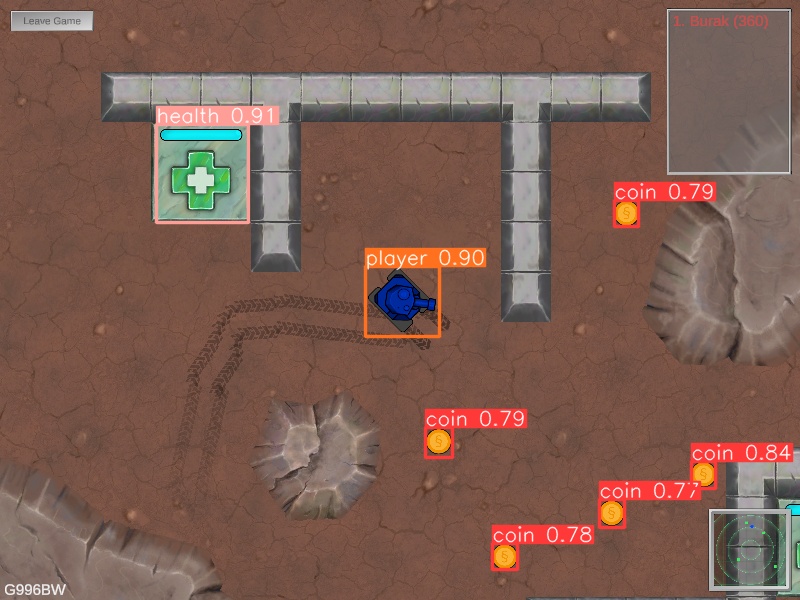 Leave Game
1. Burak (360)
health 0.91
coin 0.79
player 0.90
coin 0.79
coin 0.84
coin 0.77
coin 0.78
G996BW